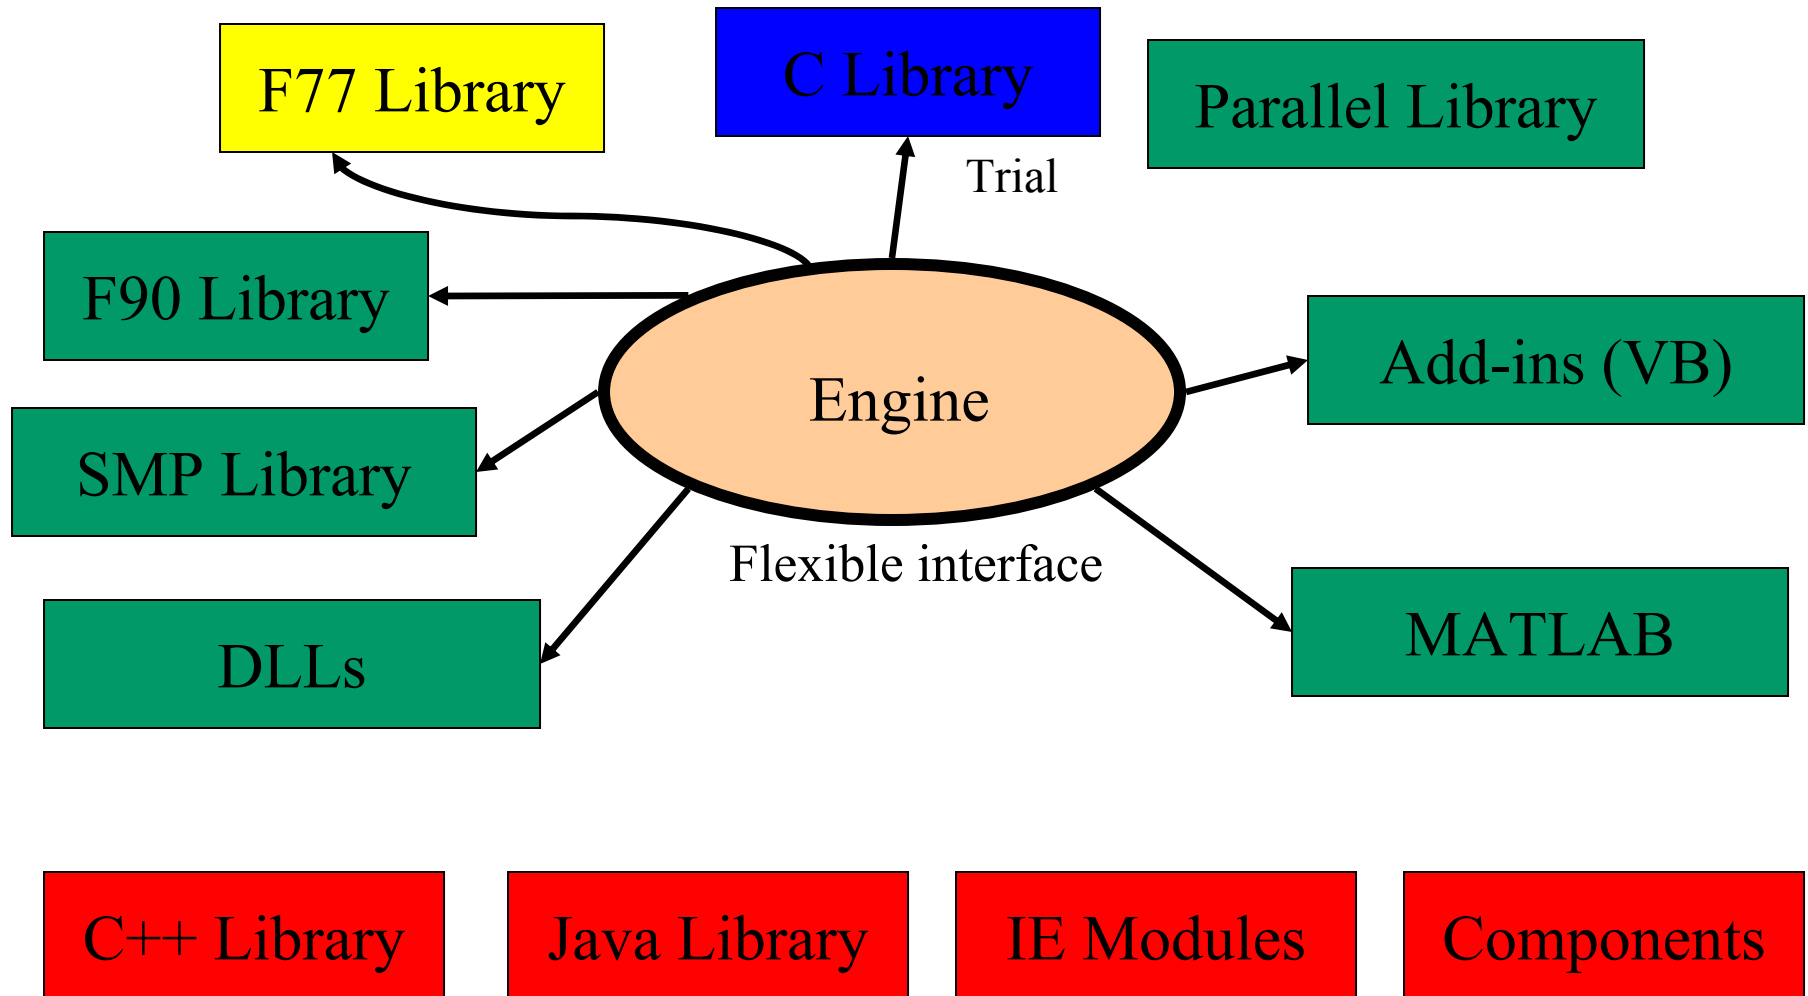 F77 Library
C Library
Parallel Library
Trial
F90 Library
Engine
Add-ins (VB)
SMP Library
Flexible interface
DLLs
MATLAB
C++ Library
Java Library
IE Modules
Components